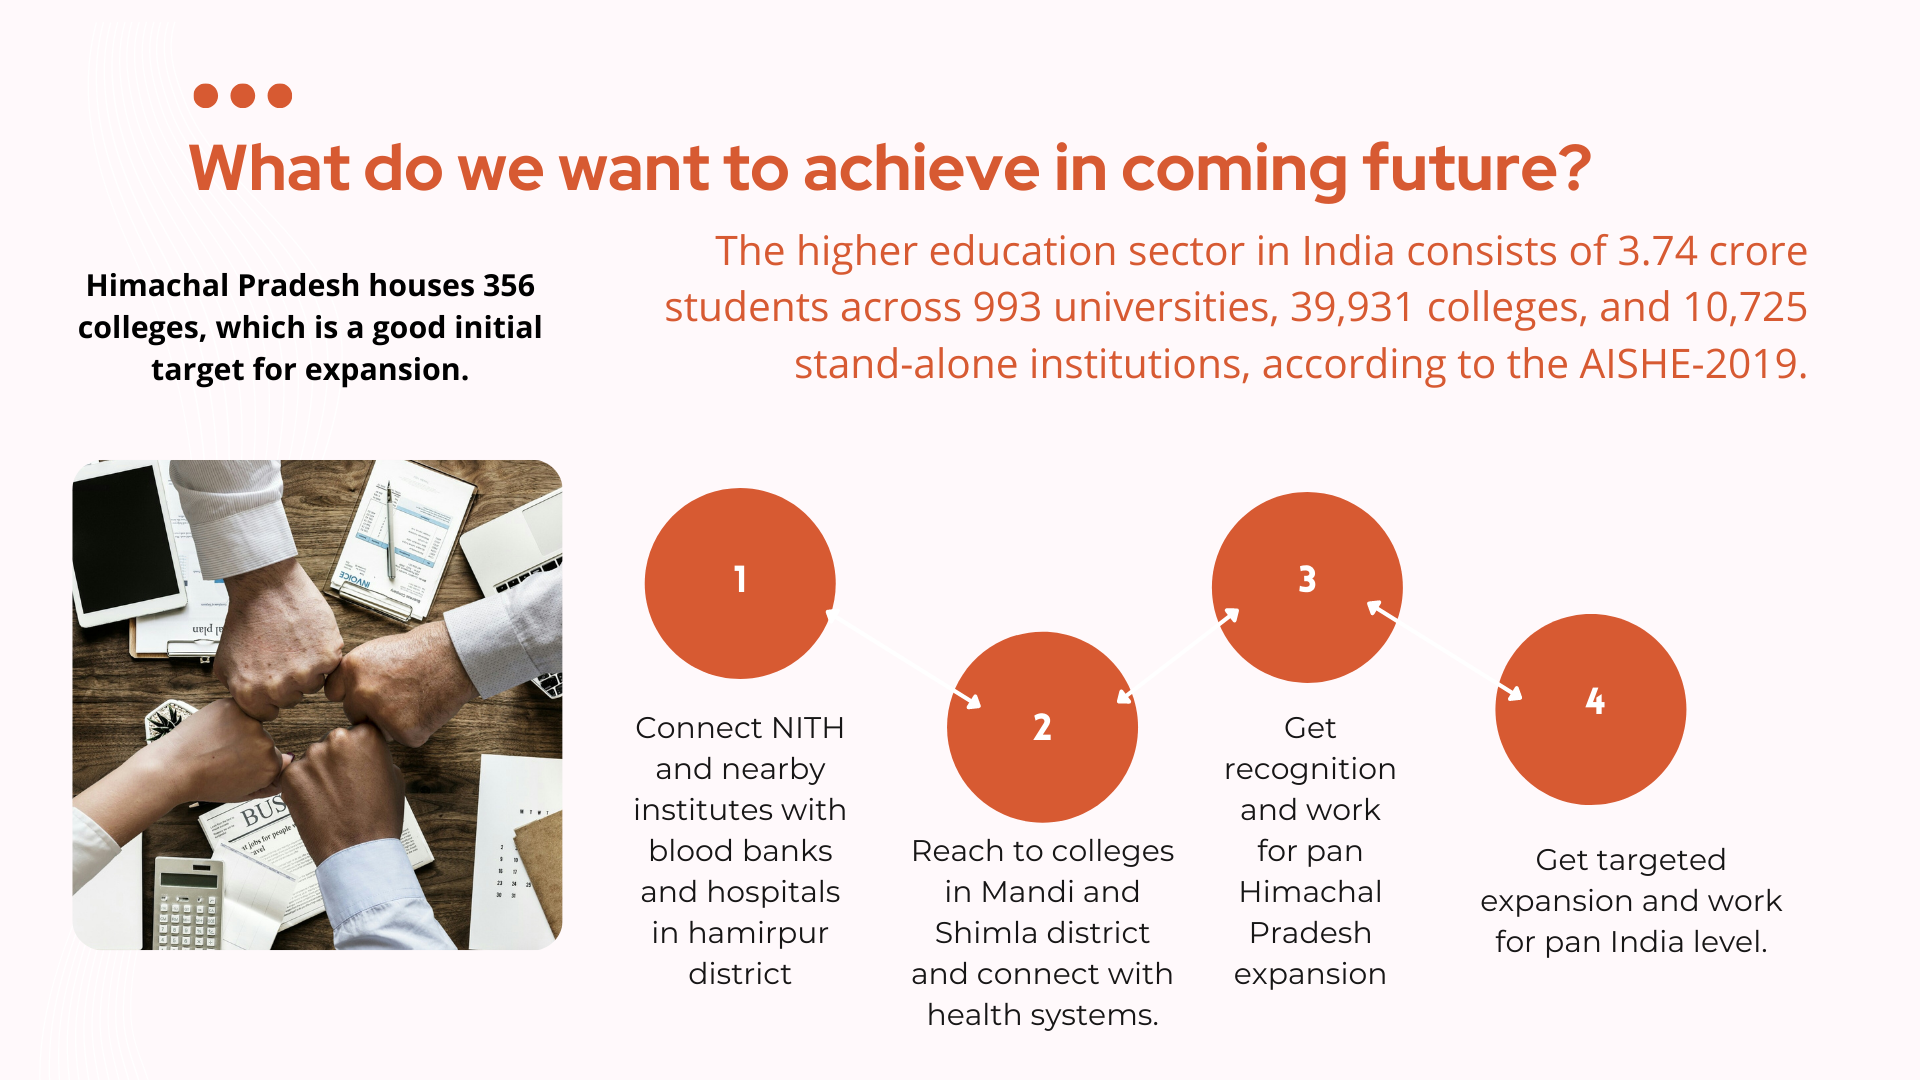 What do we want to achieve in coming future?
Himachal Pradesh houses 356
colleges, which is a good initial
target for expansion.
The higher education sector in India consists of 3.74 crore
students across 993 universities, 39,931 colleges, and 10,725
stand-alone institutions, according to the AISHE-2019.
INVOICE
BUS
1
Connect NITH
and nearby
institutes with
blood banks
and hospitals
in hamirpur
district
2
Reach to colleges
in Mandi and
Shimla district
and connect with
health systems.
3
Get
recognition
and work
for pan
Himachal
Pradesh
expansion
4
Get targeted
expansion and work
for pan India level.